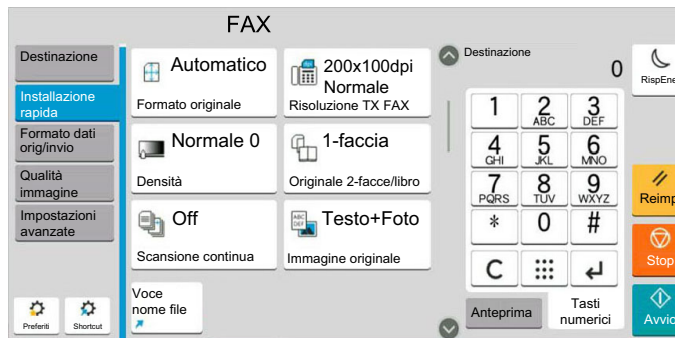 FAX
Destinazione
Installazione
rapida
Formato dati
orig/invio
Qualità
immagine
Impostazioni
avanzate
Preferiti
Shortcut
Automatico
Formato originale
200x100dpi
Normale
Risoluzione TX FAX
Normale 0
Densità
1-faccia
Originale 2-facce/libro
Off
Scansione continua
ABC
DEF
Testo+Foto
Immagine originale
Voce
nome file
Destinazione
0
1
2
ABC
3
DEF
4
GHI
5
JKL
6
MNO
7
PQRS
8
TUV
9
WXYZ
*
0
#
C
Anteprima
Tasti
numerici
RispEne
Reimp
Stop
Avvio